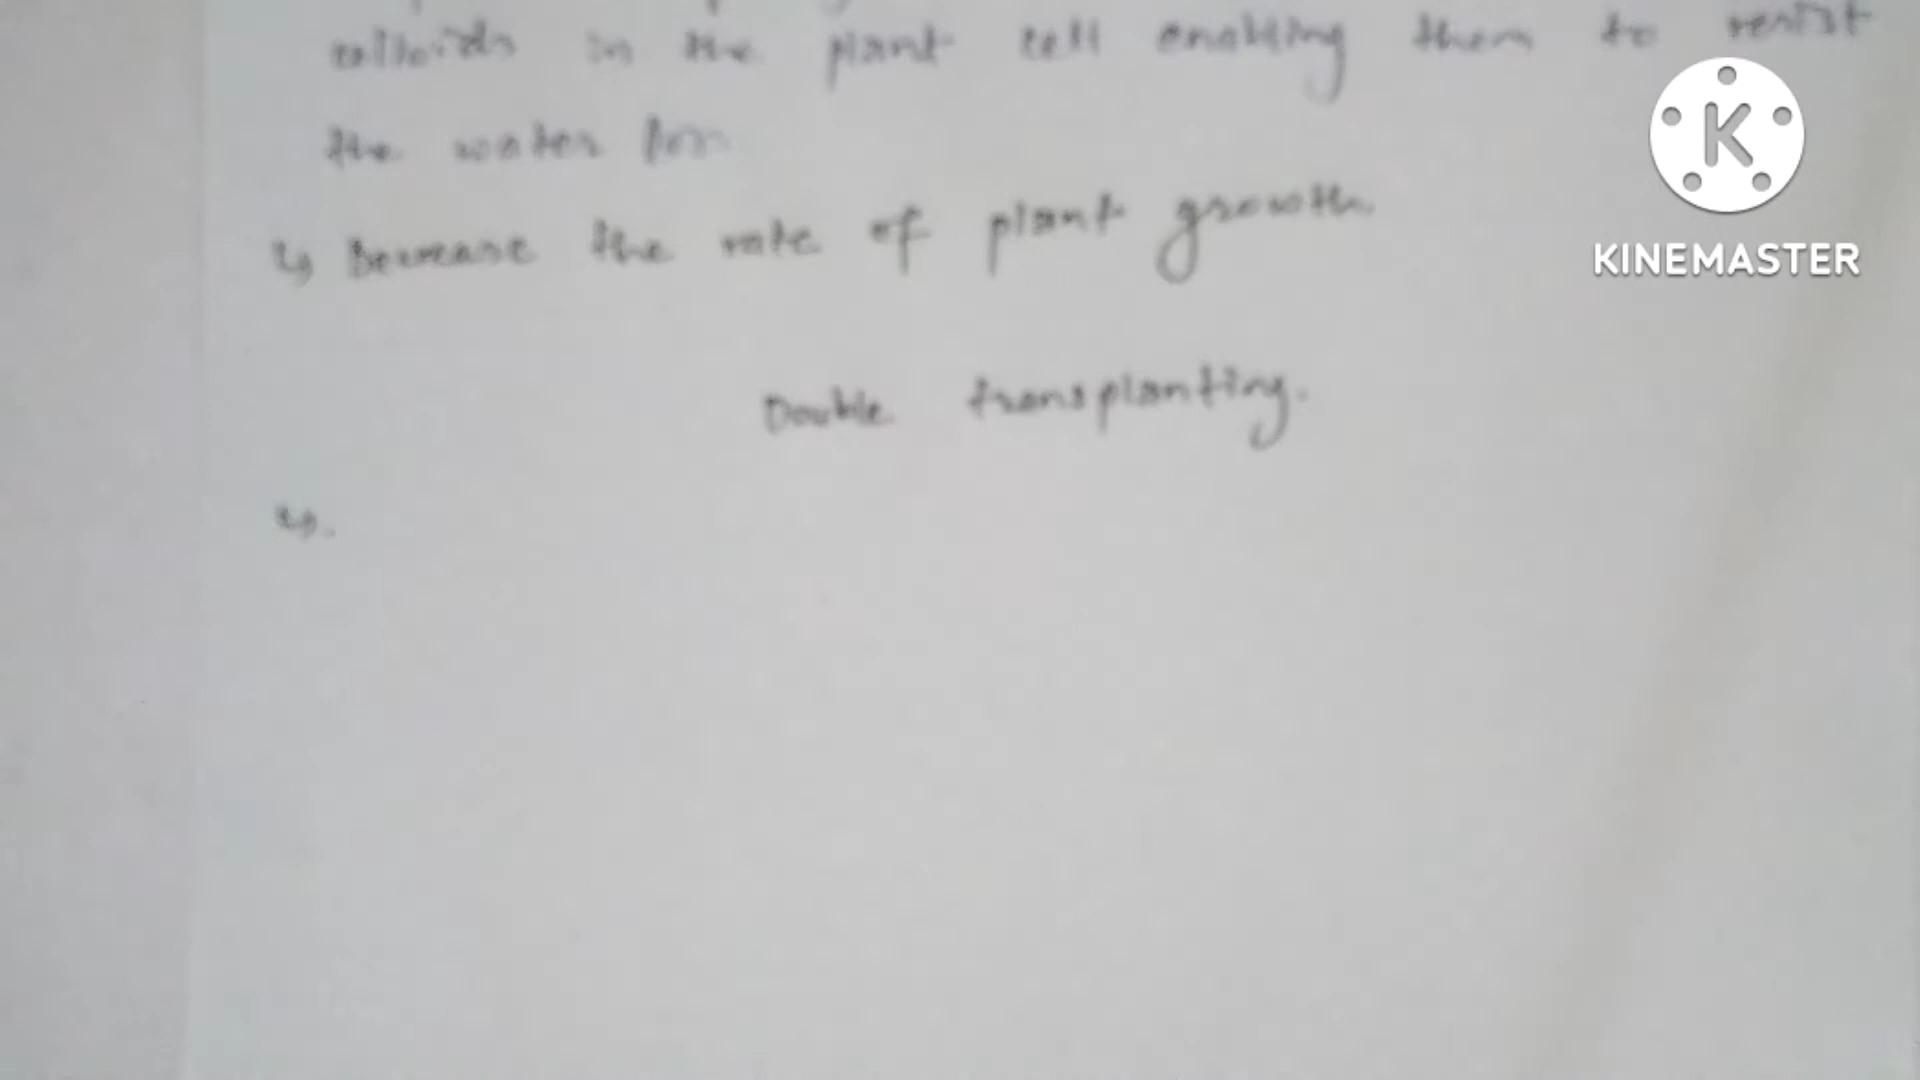 colloids in the plant cell enabling them to resist
the water loss
↳ Decrease the rate of plant growth.
Double transplanting.
↳.
K
KINEMASTER